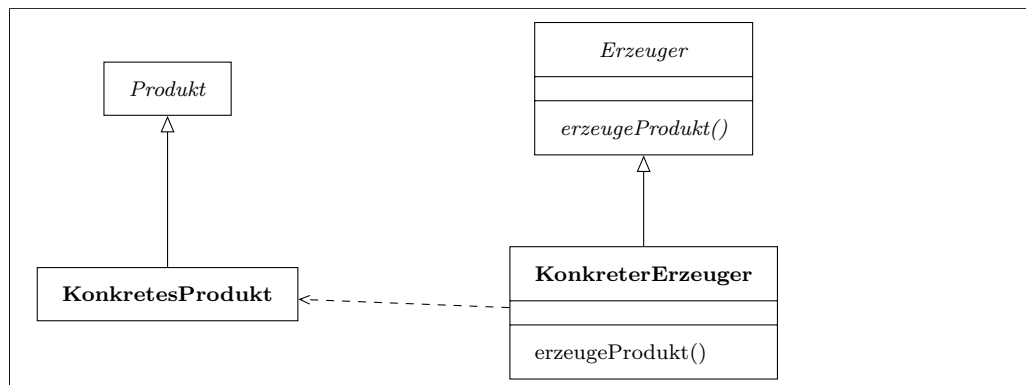 Erzeuger
Produkt
erzeugeProdukt()
KonkretesProdukt
KonkreterErzeuger
erzeugeProdukt()